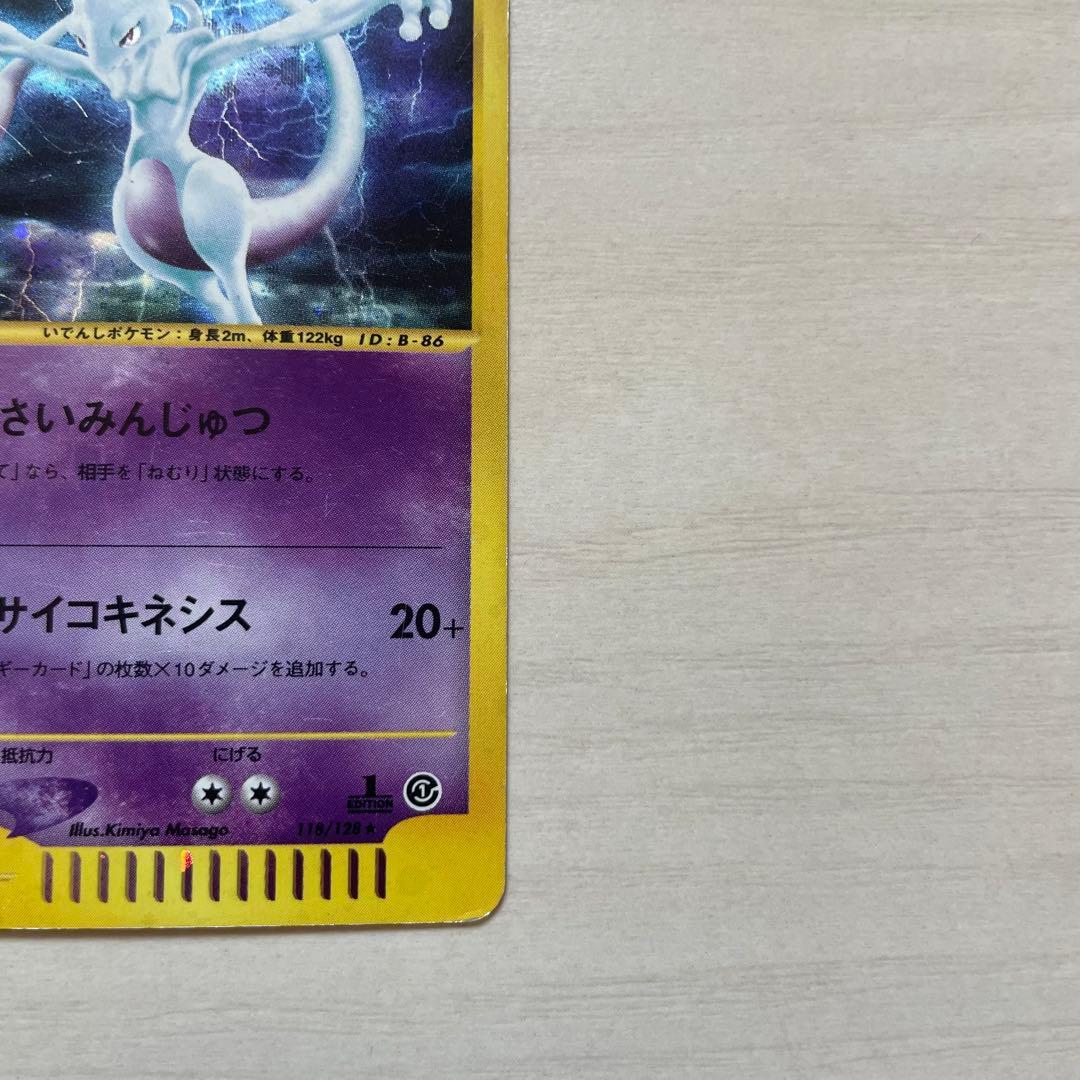 いでんしポケモン：身長2m、体重122kg ID:B-86
さいみんじゅつ
て」なら、相手を「ねむり」状態にする。
サイコキネシス 20+
ギーカード」の枚数×10ダメージを追加する。
抵抗力 にげる
1 EDITION 1
Illus.Kimiya Masago 118/128★